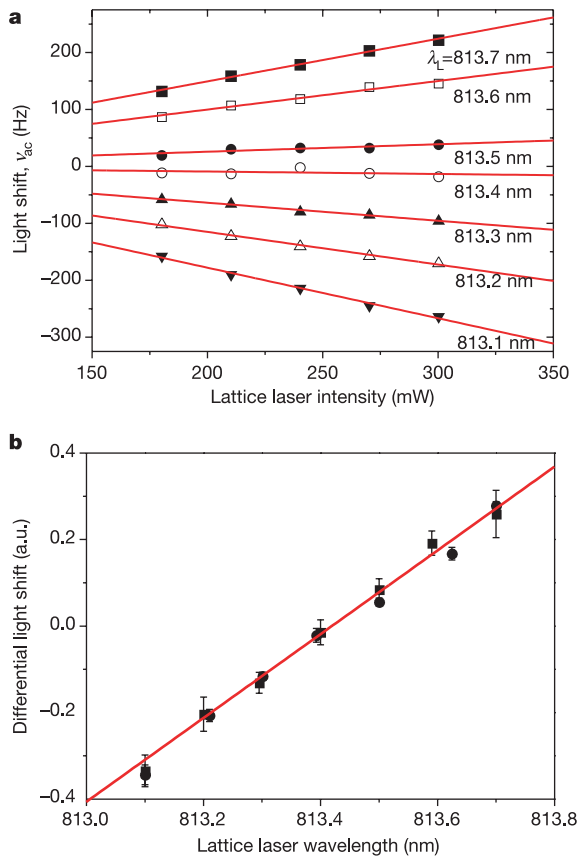 a
200
100
0
−100
−200
−300
Light shift, νac (Hz)
λL=813.7 nm
813.6 nm
813.5 nm
813.4 nm
813.3 nm
813.2 nm
813.1 nm
150
200
250
300
350
Lattice laser intensity (mW)
b
0.4
0.2
0.0
−0.2
−0.4
Differential light shift (a.u.)
813.0
813.2
813.4
813.6
813.8
Lattice laser wavelength (nm)